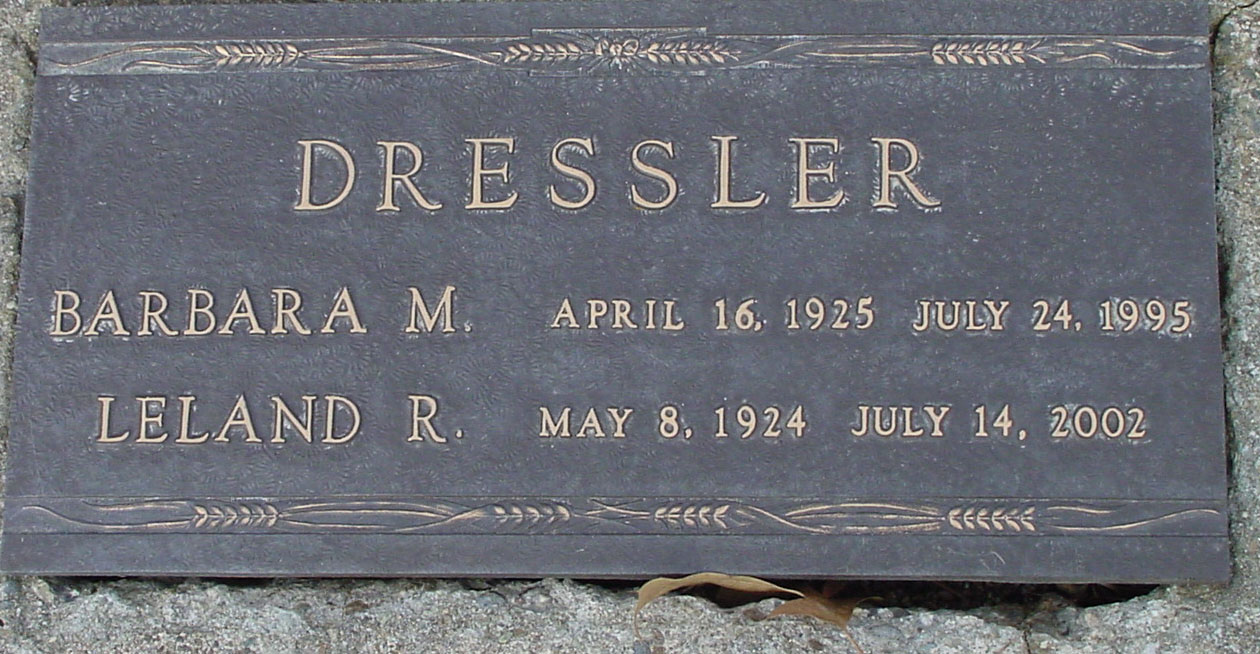 DRESSLER
BARBARA M. APRIL 16, 1925 JULY 24, 1995
LELAND R. MAY 8, 1924 JULY 14, 2002